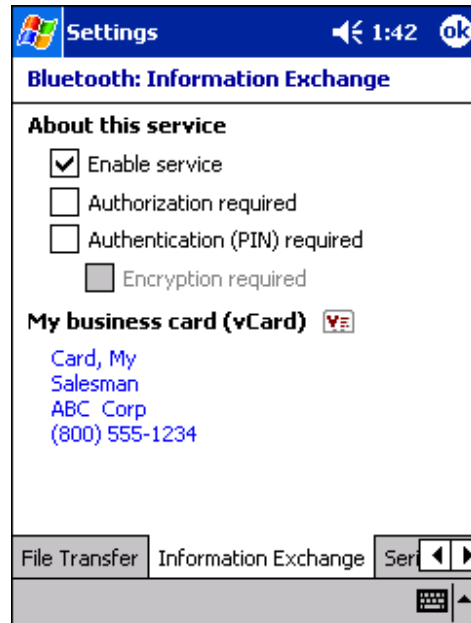 Settings 1:42 ok
Bluetooth: Information Exchange
About this service
Enable service
Authorization required
Authentication (PIN) required
Encryption required
My business card (vCard)
Card, My
Salesman
ABC Corp
(800) 555-1234
File Transfer Information Exchange Seri